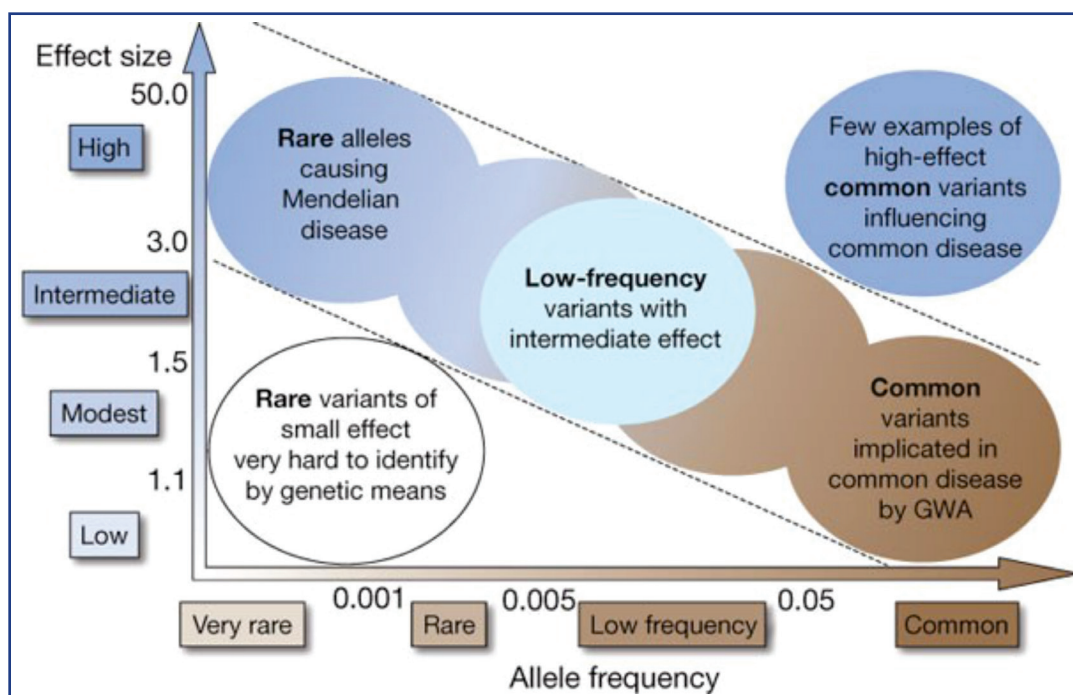 Effect size
50.0
High
3.0
Intermediate
1.5
Modest
1.1
Low
Rare alleles
causing
Mendelian
disease
Few examples of
high-effect
common variants
influencing
common disease
Low-frequency
variants with
intermediate effect
Rare variants of
small effect
very hard to identify
by genetic means
Common
variants
implicated in
common disease
by GWA
0.001
0.005
0.05
Very rare
Rare
Low frequency
Common
Allele frequency